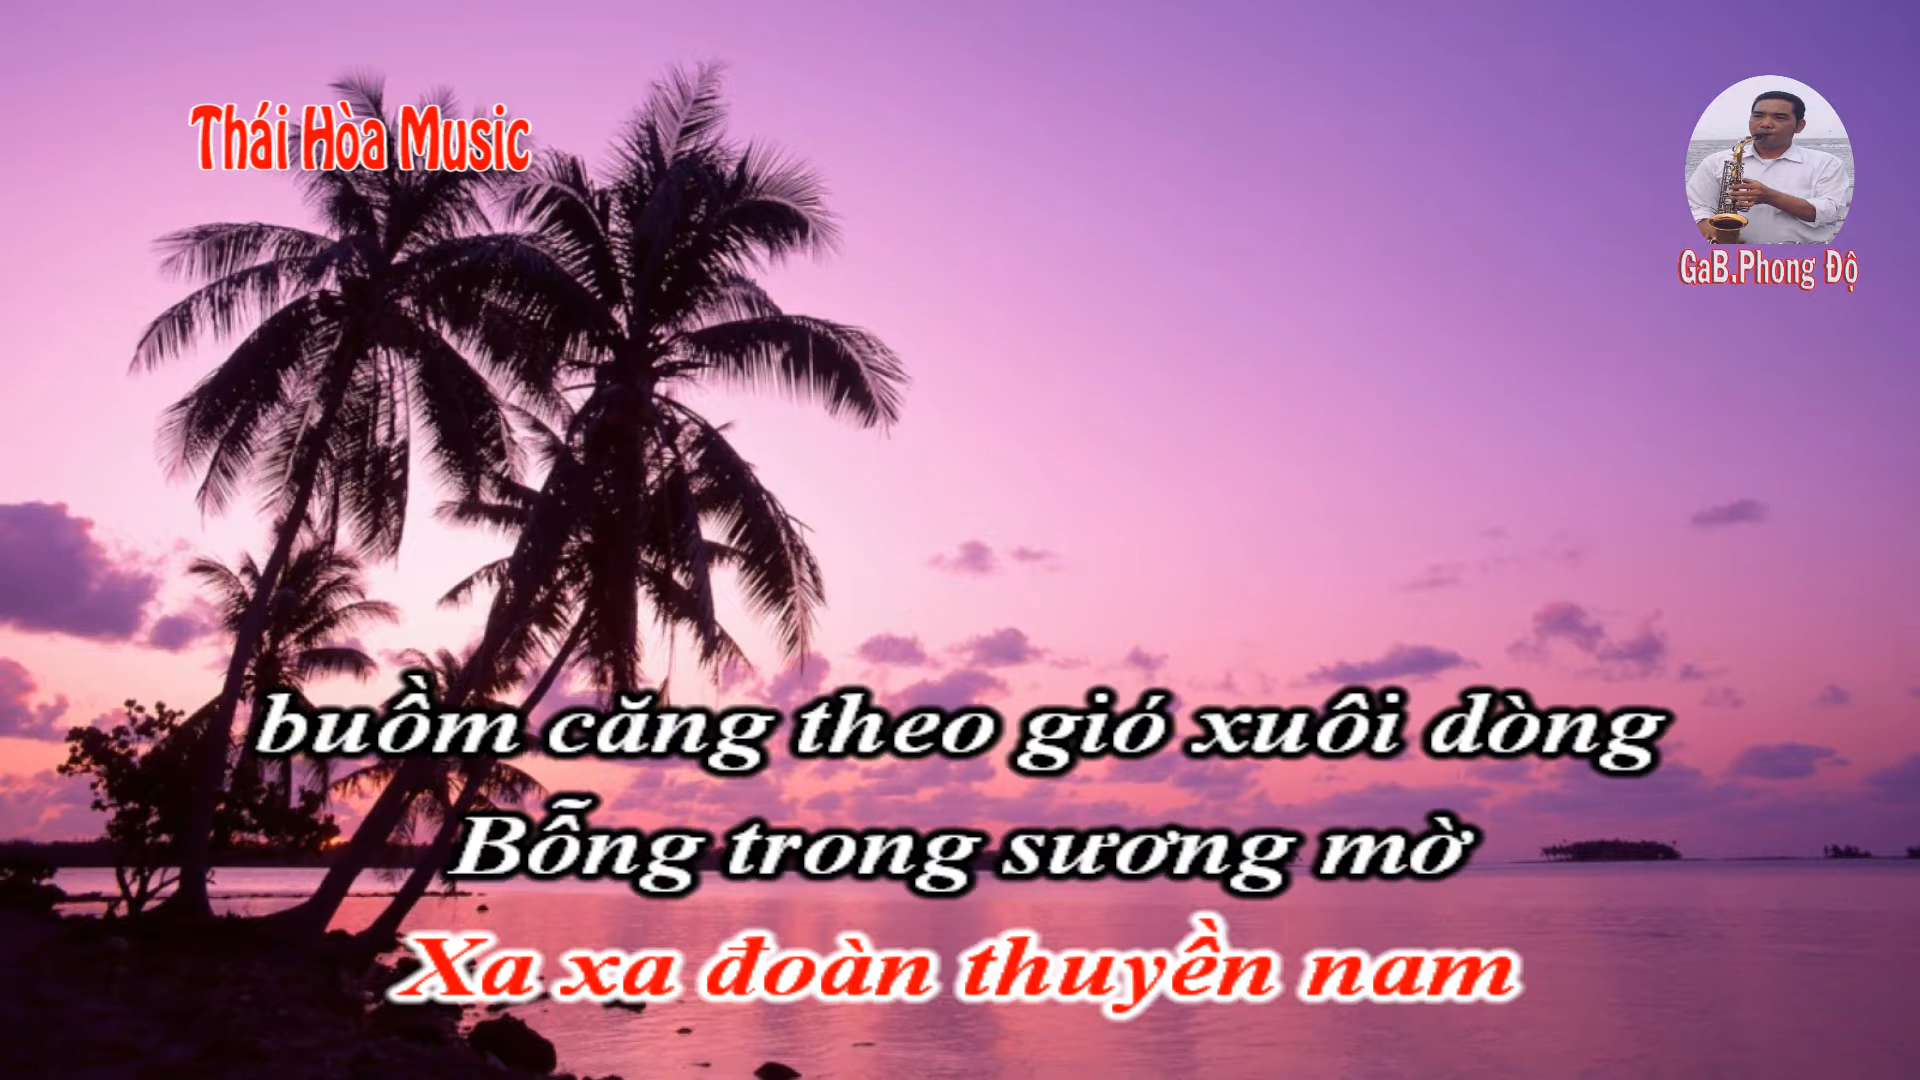 Thái Hòa Music
GaB.Phong Độ
buồm căng theo gió xuôi dòng
Bỗng trong sương mờ
Xa xa đoàn thuyền nam